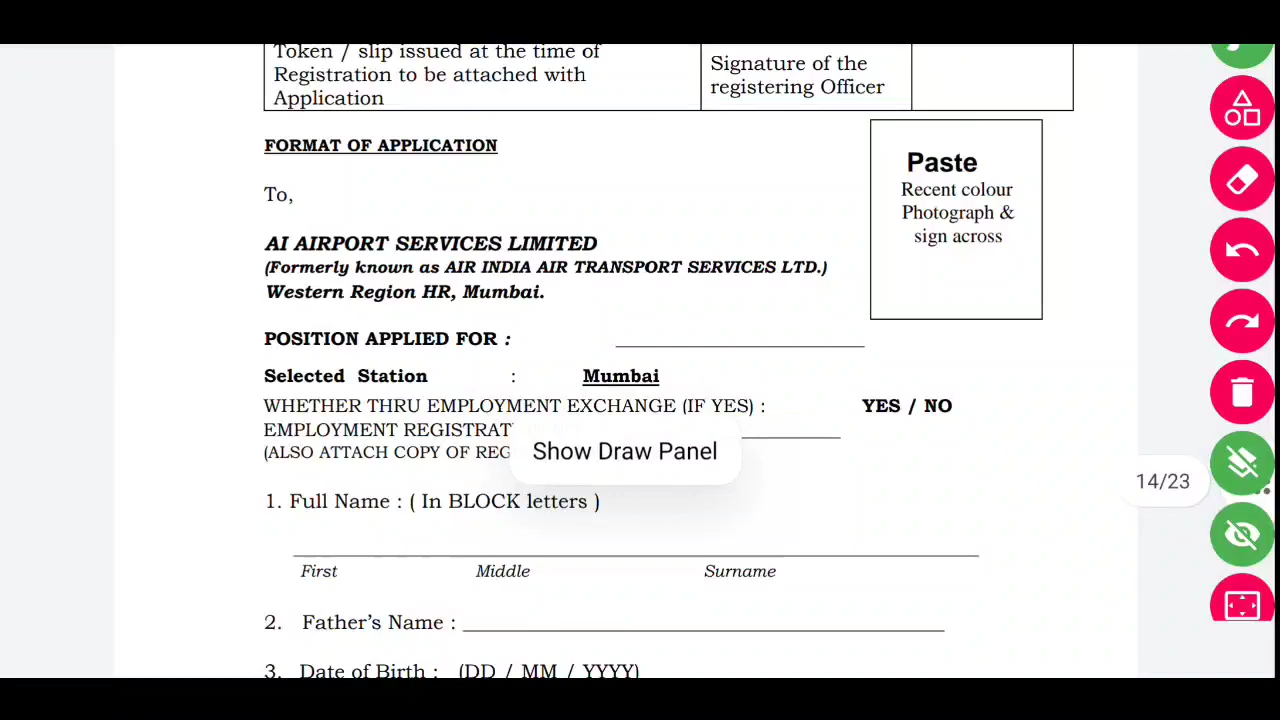 Token / slip issued at the time of
Registration to be attached with
Application
Signature of the
registering Officer
FORMAT OF APPLICATION
Paste
Recent colour
Photograph &
sign across
To,
AI AIRPORT SERVICES LIMITED
(Formerly known as AIR INDIA AIR TRANSPORT SERVICES LTD.)
Western Region HR, Mumbai.
POSITION APPLIED FOR :
Selected Station : Mumbai
WHETHER THRU EMPLOYMENT EXCHANGE (IF YES) : YES / NO
EMPLOYMENT
(ALSO ATTACH COPY OF
Show Draw Panel
14/23
1. Full Name : ( In BLOCK letters )
First Middle Surname
2. Father's Name :
3. Date of Birth : (DD / MM / YYYY)